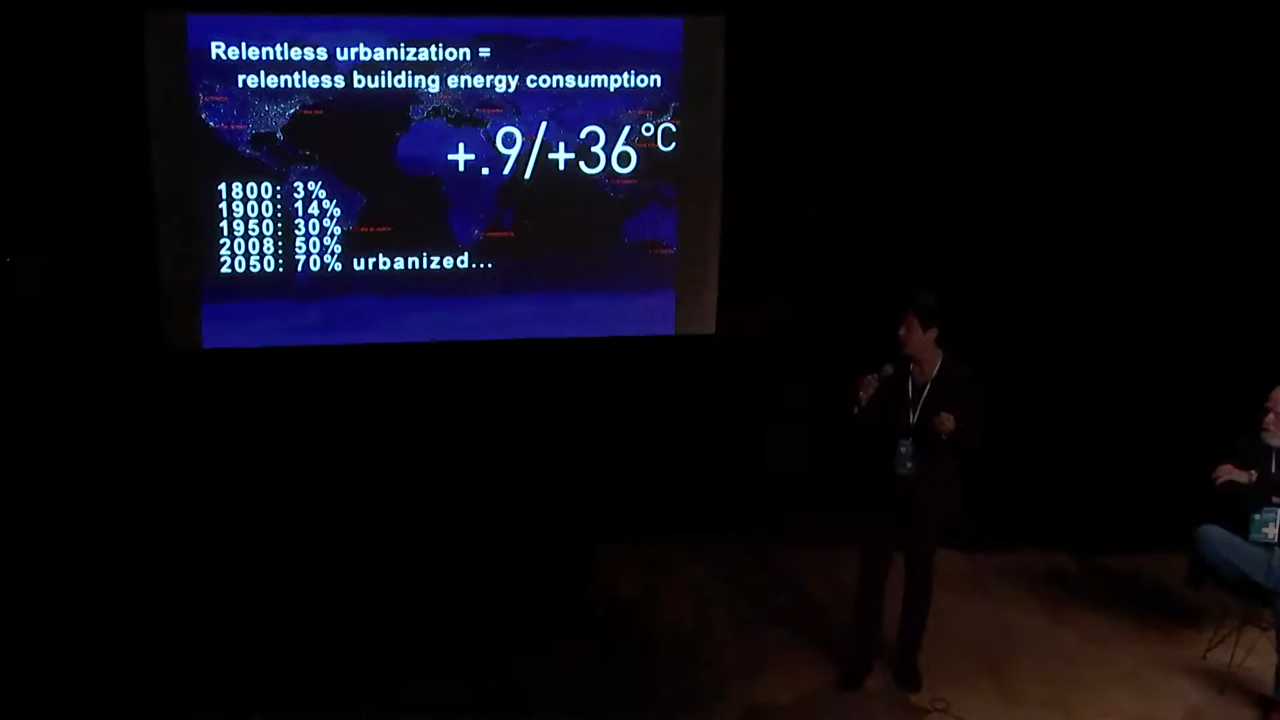 Relentless urbanization =
relentless building energy consumption
+.9/+36°C
1800: 3%
1900: 14%
1950: 30%
2008: 50%
2050: 70% urbanized...